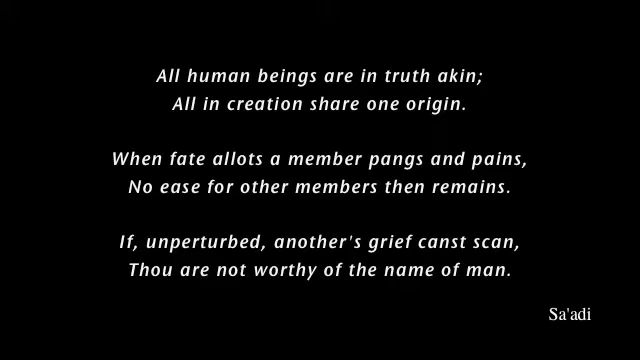 All human beings are in truth akin;
All in creation share one origin.
When fate allots a member pangs and pains,
No ease for other members then remains.
If, unperturbed, another's grief canst scan,
Thou are not worthy of the name of man.
Sa'adi